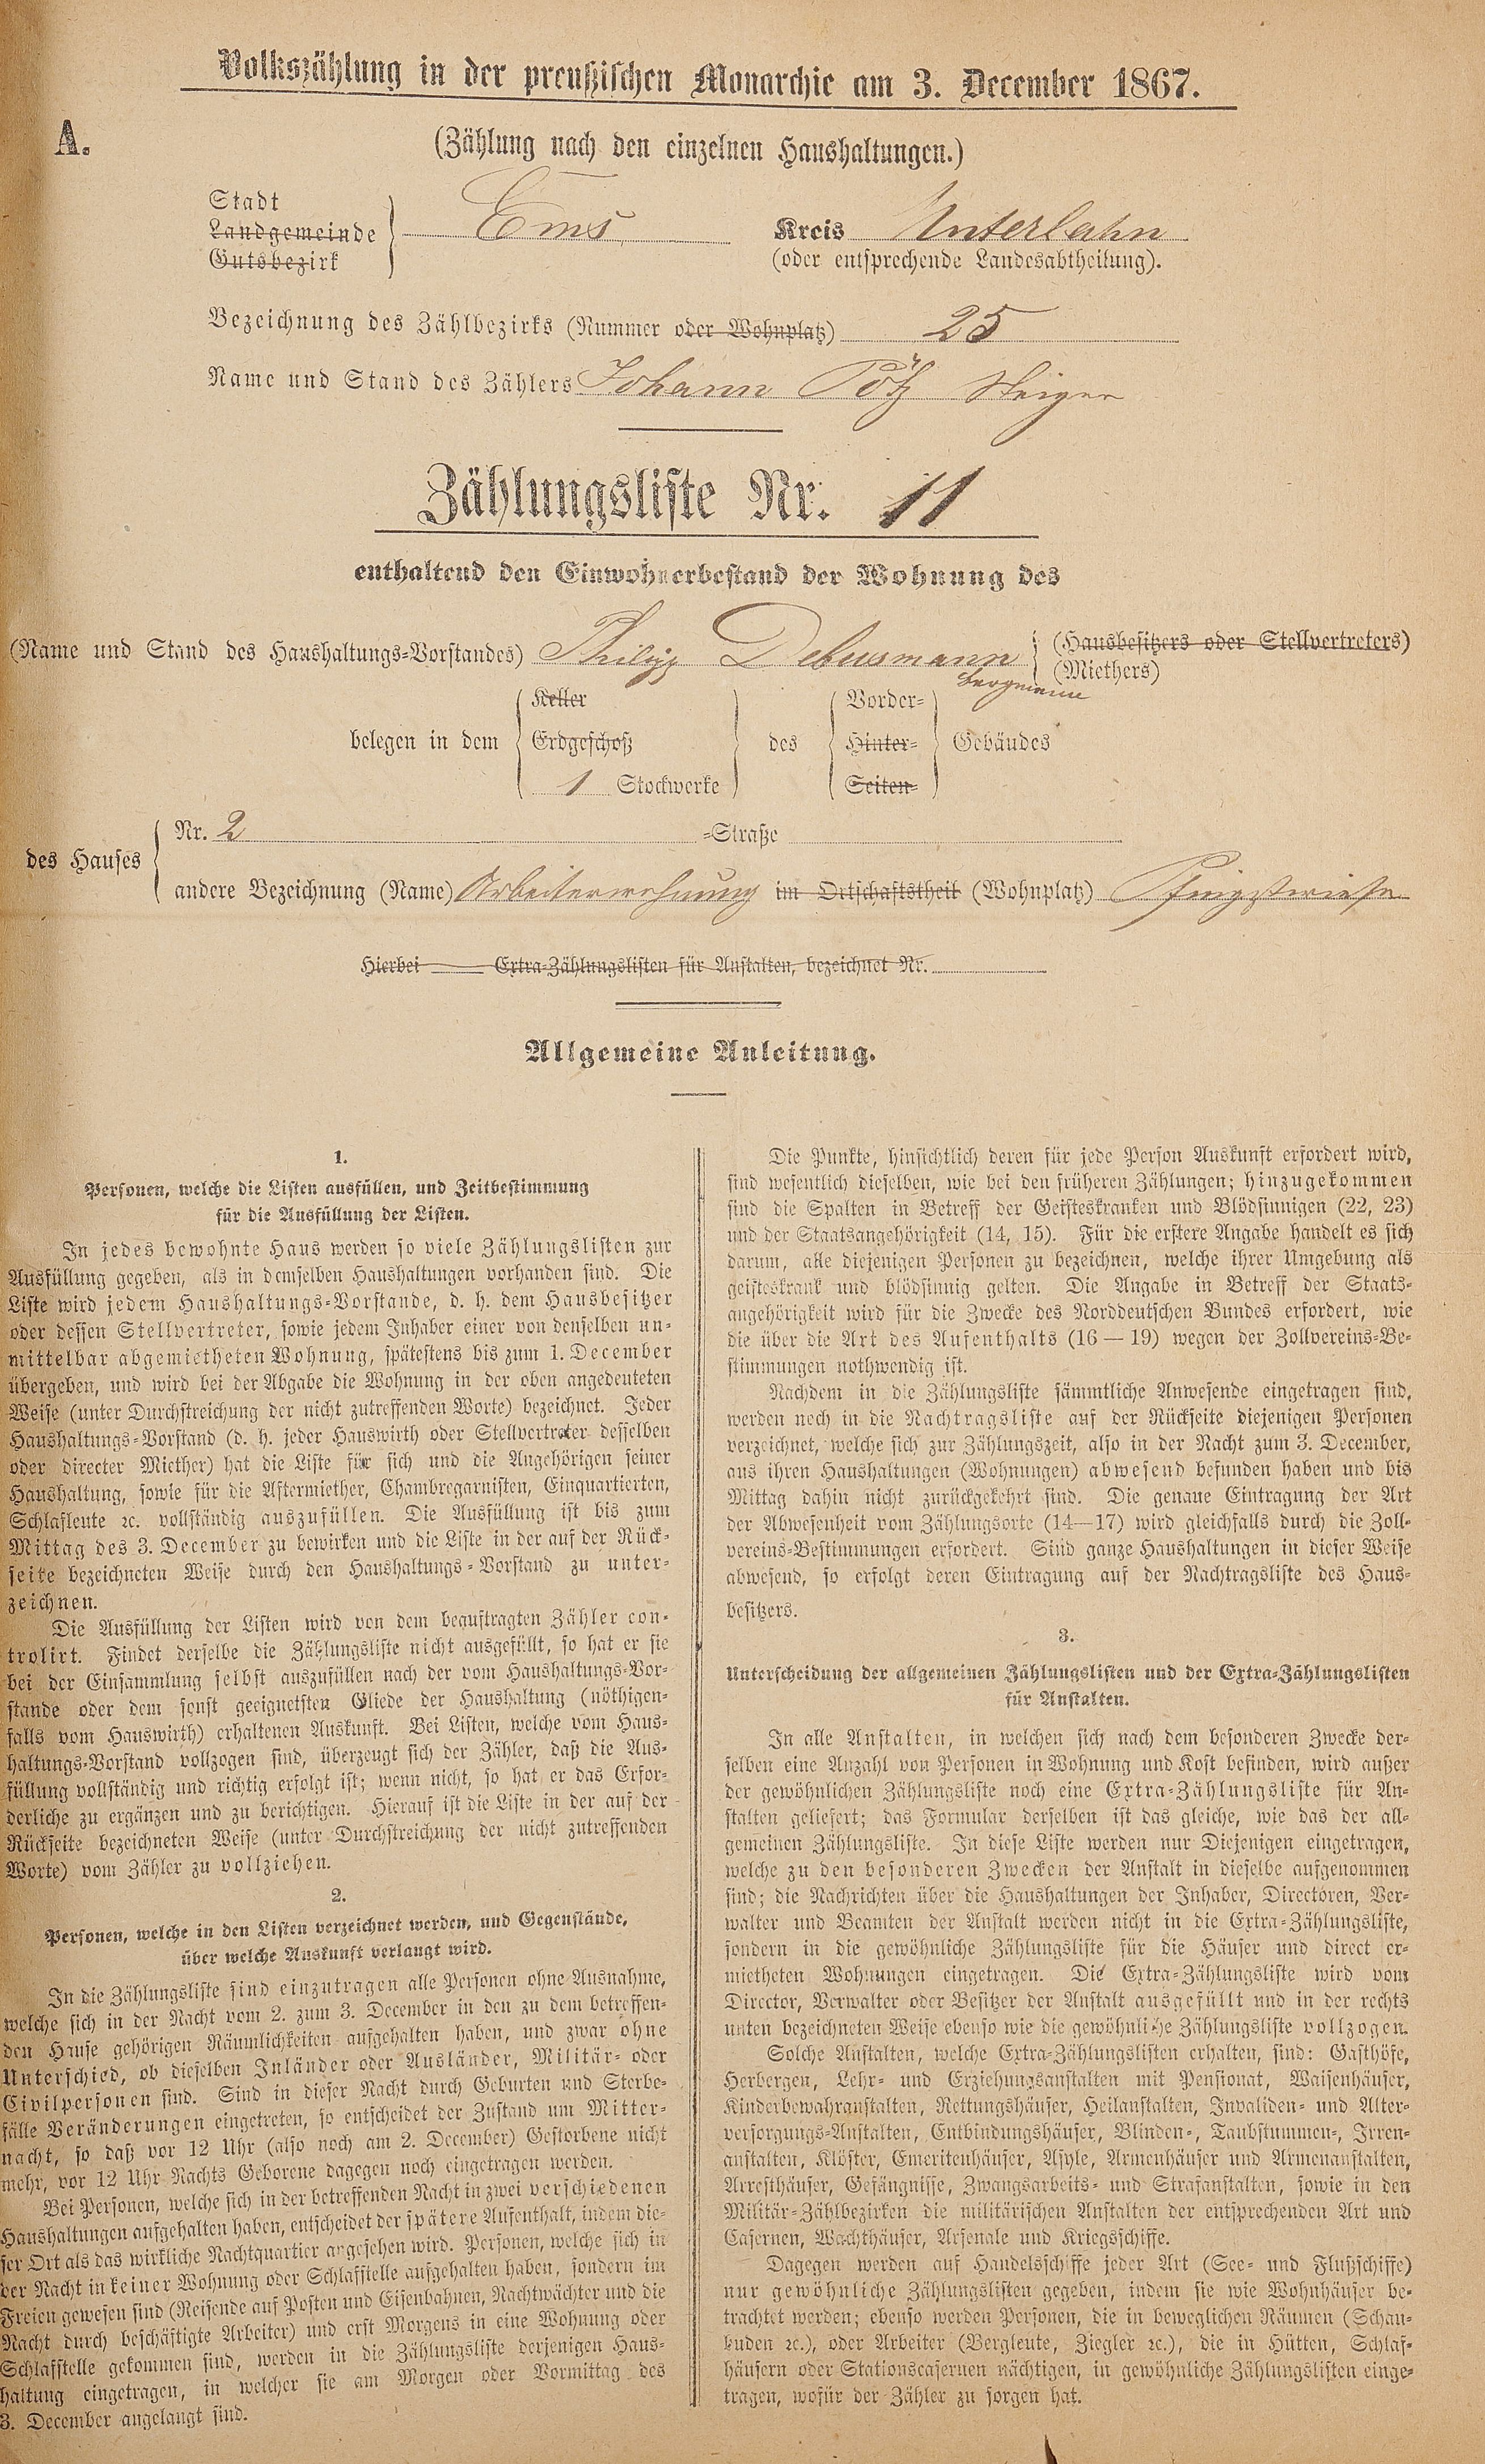 Volkszählung in der preußischen Monarchie am 3. December 1867.
A.
(Zählung nach den einzelnen Haushaltungen.)
Stadt
Landgemeinde
Gutsbezirk
Ems
Kreis Unterlahn
(oder entsprechende Landesabtheilung).
Bezeichnung des Zählbezirks (Nummer oder Wohnplatz) 25
Name und Stand des Zählers Johann Pötz Steiger
Zählungsliste Nr. 11
enthaltend den Einwohnerbestand der Wohnung des
(Name und Stand des Haushaltungs-Vorstandes) Philipp Debusmann
Bergmann
(Hausbesitzers oder Stellvertreters)
(Miethers)
belegen in dem
Keller
Erdgeschoß
1 Stockwerke
des
Vorder-
Hinter-
Seiten-
Gebäudes
des Hauses
Nr. 2 -Straße
andere Bezeichnung (Name) Arbeiterwohnung im Ortschaftstheil (Wohnplatz) Pfingstwiese
Hierbei Extra-Zählungslisten für Anstalten, bezeichnet Nr.
Allgemeine Anleitung.
1.
Personen, welche die Listen ausfüllen, und Zeitbestimmung
für die Ausfüllung der Listen.
In jedes bewohnte Haus werden so viele Zählungslisten zur
Ausfüllung gegeben, als in demselben Haushaltungen vorhanden sind. Die
Liste wird jedem Haushaltungs-Vorstande, d. h. dem Hausbesitzer
oder dessen Stellvertreter, sowie jedem Inhaber einer von denselben un-
mittelbar abgemietheten Wohnung, spätestens bis zum 1. December
übergeben, und wird bei der Abgabe die Wohnung in der oben angedeuteten
Weise (unter Durchstreichung der nicht zutreffenden Worte) bezeichnet. Jeder
Haushaltungs-Vorstand (d. h. jeder Hauswirth oder Stellvertreter desselben
oder directer Miether) hat die Liste für sich und die Angehörigen seiner
Haushaltung, sowie für die Aftermiether, Chambregarnisten, Einquartierten,
Schlafleute ꝛc. vollständig auszufüllen. Die Ausfüllung ist bis zum
Mittag des 3. December zu bewirken und die Liste in der auf der Rück-
seite bezeichneten Weise durch den Haushaltungs-Vorstand zu unter-
zeichnen.
Die Ausfüllung der Listen wird von dem beauftragten Zähler con-
trolirt. Findet derselbe die Zählungsliste nicht ausgefüllt, so hat er sie
bei der Einsammlung selbst auszufüllen nach der vom Haushaltungs-Vor-
stande oder dem sonst geeignetsten Gliede der Haushaltung (nöthigen-
falls vom Hauswirth) erhaltenen Auskunft. Bei Listen, welche vom Haus-
haltungs-Vorstand vollzogen sind, überzeugt sich der Zähler, daß die Aus-
füllung vollständig und richtig erfolgt ist; wenn nicht, so hat er das Erfor-
derliche zu ergänzen und zu berichtigen. Hierauf ist die Liste in der auf der
Rückseite bezeichneten Weise (unter Durchstreichung der nicht zutreffenden
Worte) vom Zähler zu vollziehen.
2.
Personen, welche in den Listen verzeichnet werden, und Gegenstände,
über welche Auskunft verlangt wird.
In die Zählungsliste sind einzutragen alle Personen ohne Ausnahme,
welche sich in der Nacht vom 2. zum 3. December in den zu dem betreffen-
den Hause gehörigen Räumlichkeiten aufgehalten haben, und zwar ohne
Unterschied, ob dieselben Inländer oder Ausländer, Militär- oder
Civilpersonen sind. Sind in dieser Nacht durch Geburten und Sterbe-
fälle Veränderungen eingetreten, so entscheidet der Zustand um Mitter-
nacht, so daß vor 12 Uhr (also noch am 2. December) Gestorbene nicht
mehr, vor 12 Uhr Nachts Geborene dagegen noch eingetragen werden.
Bei Personen, welche sich in der betreffenden Nacht in zwei verschiedenen
Haushaltungen aufgehalten haben, entscheidet der spätere Aufenthalt, indem die-
ser Ort als das wirkliche Nachtquartier angesehen wird. Personen, welche sich in
der Nacht in keiner Wohnung oder Schlafstelle aufgehalten haben, sondern im
Freien gewesen sind (Reisende auf Posten und Eisenbahnen, Nachtwächter und die
Nacht durch beschäftigte Arbeiter) und erst Morgens in eine Wohnung oder
Schlafstelle gekommen sind, werden in die Zählungsliste derjenigen Haus-
haltung eingetragen, in welcher sie am Morgen oder Vormittag des
3. December angelangt sind.
Die Punkte, hinsichtlich deren für jede Person Auskunft erfordert wird,
sind wesentlich dieselben, wie bei den früheren Zählungen; hinzugekommen
sind die Spalten in Betreff der Geisteskranken und Blödsinnigen (22, 23)
und der Staatsangehörigkeit (14, 15). Für die erstere Angabe handelt es sich
darum, alle diejenigen Personen zu bezeichnen, welche ihrer Umgebung als
geisteskrank und blödsinnig gelten. Die Angabe in Betreff der Staats-
angehörigkeit wird für die Zwecke des Norddeutschen Bundes erfordert, wie
die über die Art des Aufenthalts (16—19) wegen der Zollvereins-Be-
stimmungen nothwendig ist.
Nachdem in die Zählungsliste sämmtliche Anwesende eingetragen sind,
werden noch in die Nachtragsliste auf der Rückseite diejenigen Personen
verzeichnet, welche sich zur Zählungszeit, also in der Nacht zum 3. December,
aus ihren Haushaltungen (Wohnungen) abwesend befunden haben und bis
Mittag dahin nicht zurückgekehrt sind. Die genaue Eintragung der Art
der Abwesenheit vom Zählungsorte (14—17) wird gleichfalls durch die Zoll-
vereins-Bestimmungen erfordert. Sind ganze Haushaltungen in dieser Weise
abwesend, so erfolgt deren Eintragung auf der Nachtragsliste des Haus-
besitzers.
3.
Unterscheidung der allgemeinen Zählungslisten und der Extra-Zählungslisten
für Anstalten.
In alle Anstalten, in welchen sich nach dem besonderen Zwecke der-
selben eine Anzahl von Personen in Wohnung und Kost befinden, wird außer
der gewöhnlichen Zählungsliste noch eine Extra-Zählungsliste für An-
stalten geliefert; das Formular derselben ist das gleiche, wie das der all-
gemeinen Zählungsliste. In diese Liste werden nur Diejenigen eingetragen,
welche zu den besonderen Zwecken der Anstalt in dieselbe aufgenommen
sind; die Nachrichten über die Haushaltungen der Inhaber, Directoren, Ver-
walter und Beamten der Anstalt werden nicht in die Extra-Zählungsliste,
sondern in die gewöhnliche Zählungsliste für die Häuser und direct er-
mietheten Wohnungen eingetragen. Die Extra-Zählungsliste wird vom
Director, Verwalter oder Besitzer der Anstalt ausgefüllt und in der rechts
unten bezeichneten Weise ebenso wie die gewöhnliche Zählungsliste vollzogen.
Solche Anstalten, welche Extra-Zählungslisten erhalten, sind: Gasthöfe,
Herbergen, Lehr- und Erziehungsanstalten mit Pensionat, Waisenhäuser,
Kinderbewahranstalten, Rettungshäuser, Heilanstalten, Invaliden- und Alter-
versorgungs-Anstalten, Entbindungshäuser, Blinden-, Taubstummen-, Irren-
anstalten, Klöster, Emeritenhäuser, Asyle, Armenhäuser und Armenanstalten,
Arresthäuser, Gefängnisse, Zwangsarbeits- und Strafanstalten, sowie in den
Militär-Zählbezirken die militärischen Anstalten der entsprechenden Art und
Casernen, Wachthäuser, Arsenale und Kriegsschiffe.
Dagegen werden auf Handelsschiffe jeder Art (See- und Flußschiffe)
nur gewöhnliche Zählungslisten gegeben, indem sie wie Wohnhäuser be-
trachtet werden; ebenso werden Personen, die in beweglichen Räumen (Schau-
buden ꝛc.), oder Arbeiter (Bergleute, Ziegler ꝛc.), die in Hütten, Schlaf-
häusern oder Stationscasernen nächtigen, in gewöhnliche Zählungslisten einge-
tragen, wofür der Zähler zu sorgen hat.